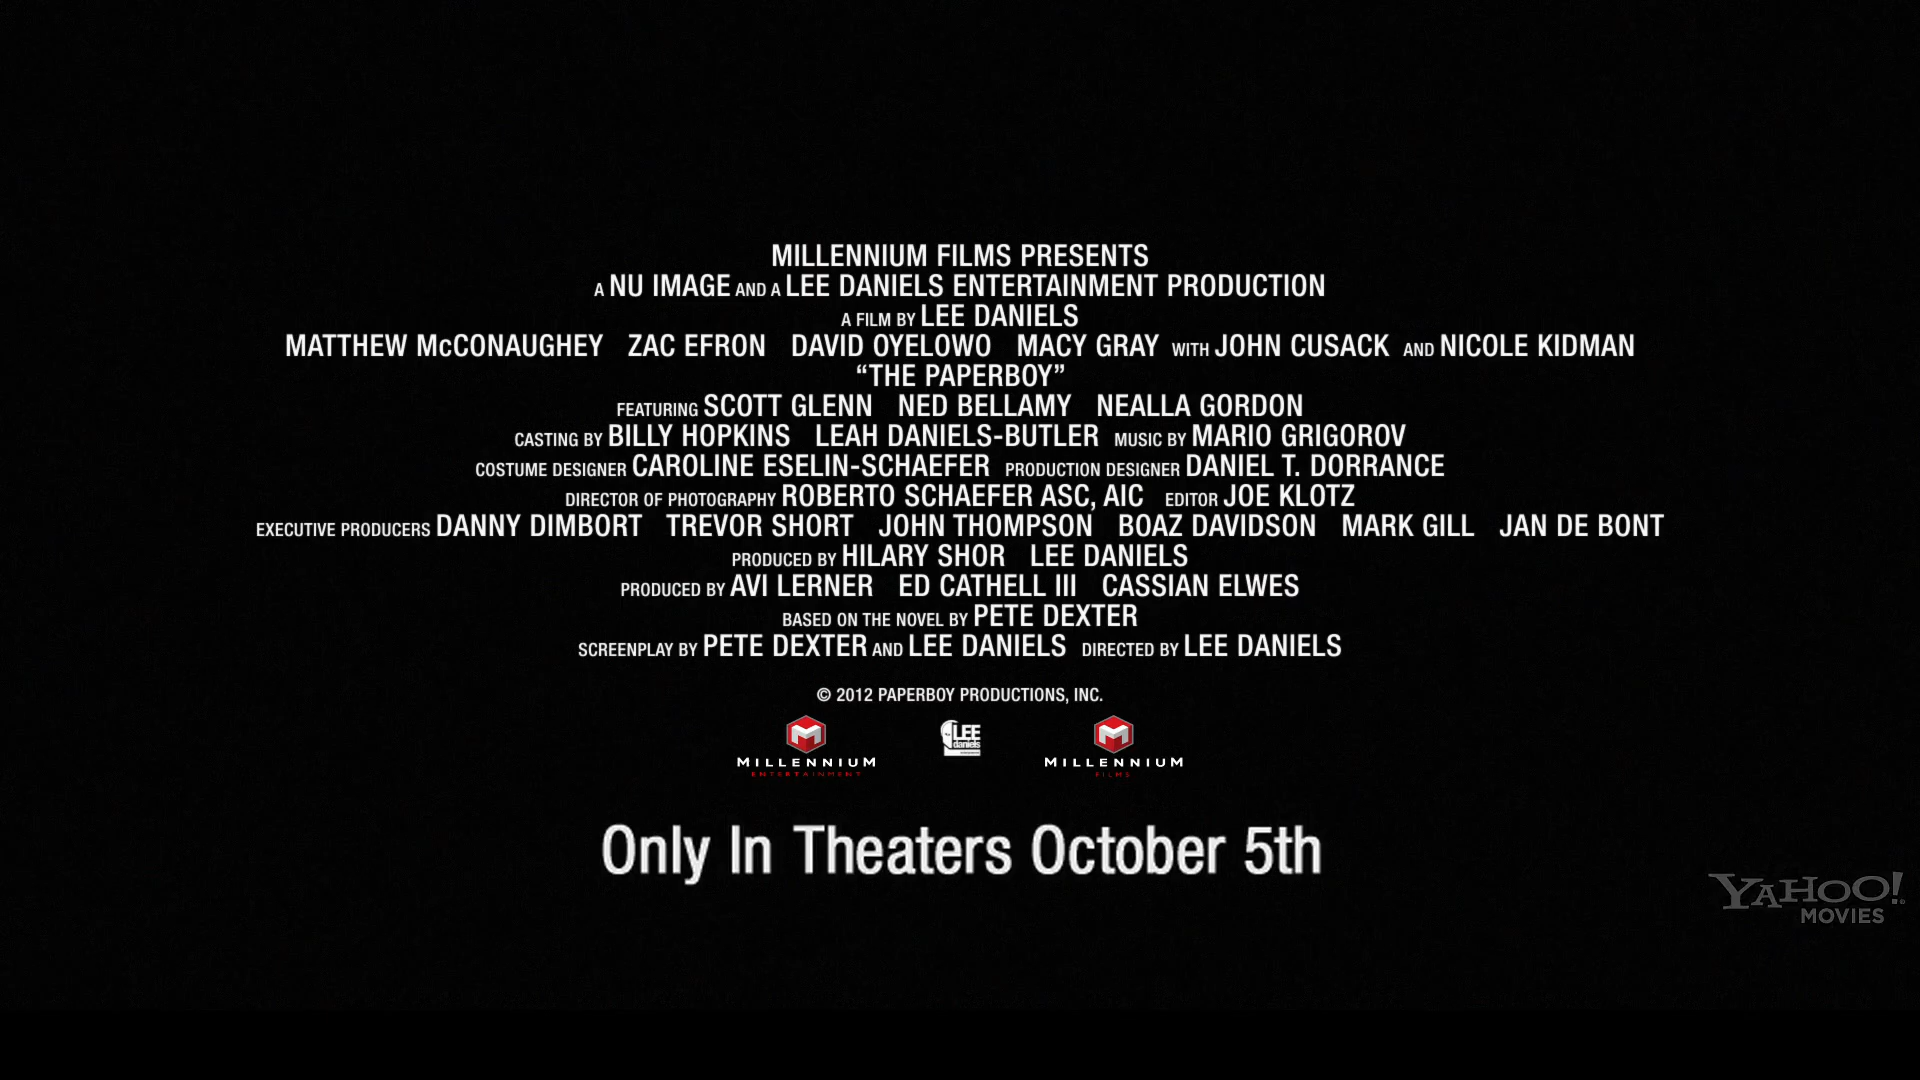 MILLENNIUM FILMS PRESENTS
A NU IMAGE AND A LEE DANIELS ENTERTAINMENT PRODUCTION
A FILM BY LEE DANIELS
MATTHEW McCONAUGHEY ZAC EFRON DAVID OYELOWO MACY GRAY WITH JOHN CUSACK AND NICOLE KIDMAN
“THE PAPERBOY”
FEATURING SCOTT GLENN NED BELLAMY NEALLA GORDON
CASTING BY BILLY HOPKINS LEAH DANIELS-BUTLER MUSIC BY MARIO GRIGOROV
COSTUME DESIGNER CAROLINE ESELIN-SCHAEFER PRODUCTION DESIGNER DANIEL T. DORRANCE
DIRECTOR OF PHOTOGRAPHY ROBERTO SCHAEFER ASC, AIC EDITOR JOE KLOTZ
EXECUTIVE PRODUCERS DANNY DIMBORT TREVOR SHORT JOHN THOMPSON BOAZ DAVIDSON MARK GILL JAN DE BONT
PRODUCED BY HILARY SHOR LEE DANIELS
PRODUCED BY AVI LERNER ED CATHELL III CASSIAN ELWES
BASED ON THE NOVEL BY PETE DEXTER
SCREENPLAY BY PETE DEXTER AND LEE DANIELS DIRECTED BY LEE DANIELS
© 2012 PAPERBOY PRODUCTIONS, INC.
MILLENNIUM
ENTERTAINMENT
LEE
daniels
MILLENNIUM
FILMS
Only In Theaters October 5th
YAHOO!
MOVIES